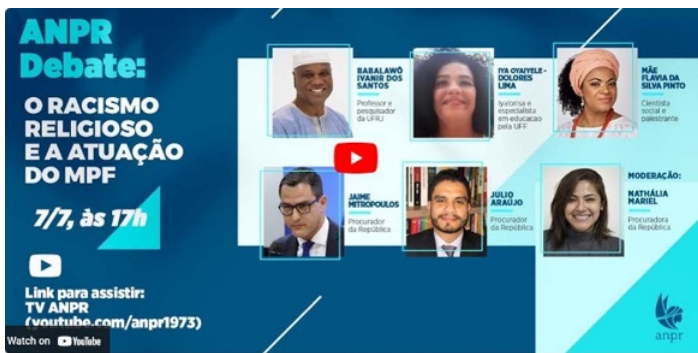 ANPR
Debate:
O RACISMO
RELIGIOSO
E A ATUAÇÃO
DO MPF
7/7, às 17h
Link para assistir:
TV ANPR
(youtube.com/anpr1973)
Watch on YouTube
BABALAWÔ
IVANIR DOS
SANTOS
Professor e
pesquisador
da UFRJ
IYA OYAIYELE -
DOLORES
LIMA
Iyalorisa e
especialista
em educacao
pela UFF
MÃE
FLAVIA DA
SILVA PINTO
Cientista
social e
palestrante
JAIME
MITROPOULOS
Procurador
da República
JULIO
ARAÚJO
Procurador
da República
MODERAÇÃO:
NATHÁLIA
MARIEL
Procuradora
da República
anpr